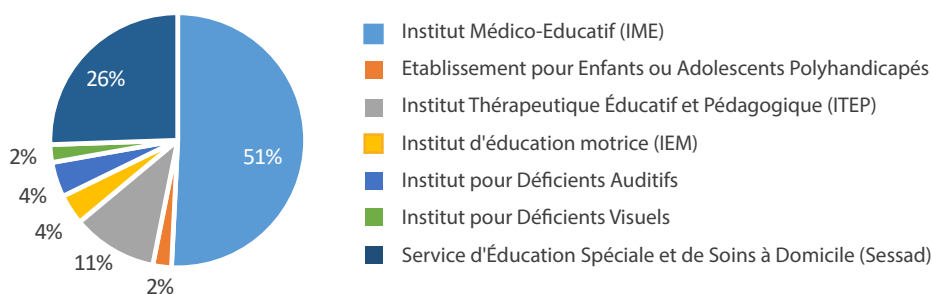 26%
51%
2%
4%
4%
11%
2%
Institut Médico-Educatif (IME)
Etablissement pour Enfants ou Adolescents Polyhandicapés
Institut Thérapeutique Éducatif et Pédagogique (ITEP)
Institut d'éducation motrice (IEM)
Institut pour Déficients Auditifs
Institut pour Déficients Visuels
Service d'Éducation Spéciale et de Soins à Domicile (Sessad)